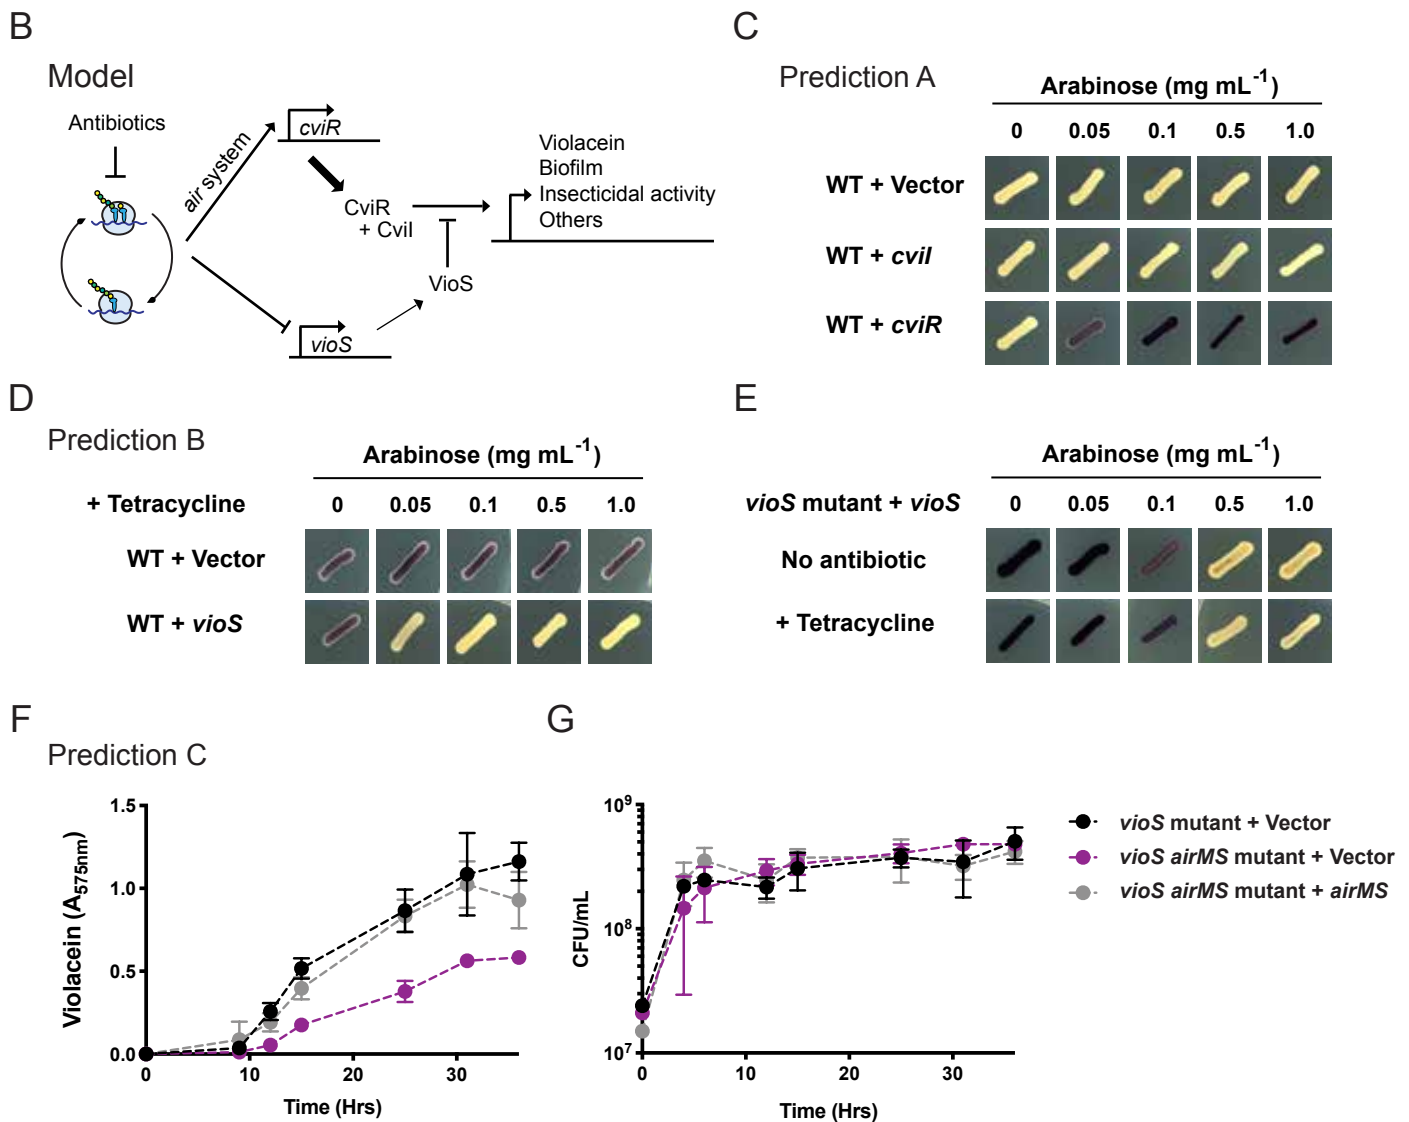 B
Model
Antibiotics
air system
cviR
CviR
+ CviI
VioS
vioS
Violacein
Biofilm
Insecticidal activity
Others
C
Prediction A
Arabinose (mg mL-1)
0 0.05 0.1 0.5 1.0
WT + Vector
WT + cviI
WT + cviR
D
Prediction B
Arabinose (mg mL-1)
+ Tetracycline 0 0.05 0.1 0.5 1.0
WT + Vector
WT + vioS
E
Arabinose (mg mL-1)
vioS mutant + vioS 0 0.05 0.1 0.5 1.0
No antibiotic
+ Tetracycline
F
Prediction C
Violacein (A575nm)
1.5
1.0
0.5
0.0
0 10 20 30
Time (Hrs)
G
CFU/mL
109
108
107
0 10 20 30
Time (Hrs)
vioS mutant + Vector
vioS airMS mutant + Vector
vioS airMS mutant + airMS